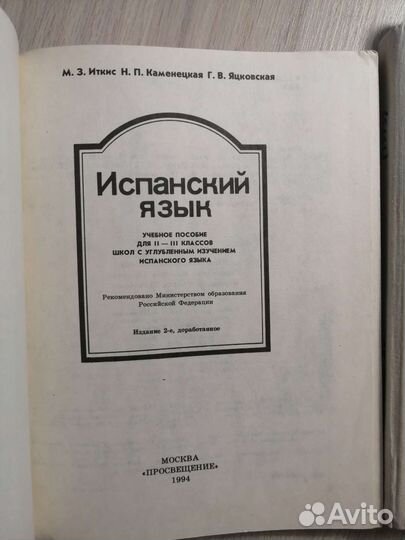 М. З. Иткис Н. П. Каменецкая Г. В. Яцковская
Испанский
язык
УЧЕБНОЕ ПОСОБИЕ
ДЛЯ II — III КЛАССОВ
ШКОЛ С УГЛУБЛЕННЫМ ИЗУЧЕНИЕМ
ИСПАНСКОГО ЯЗЫКА
Рекомендовано Министерством образования
Российской Федерации
Издание 2-е, доработанное
МОСКВА
«ПРОСВЕЩЕНИЕ»
1994
Avito